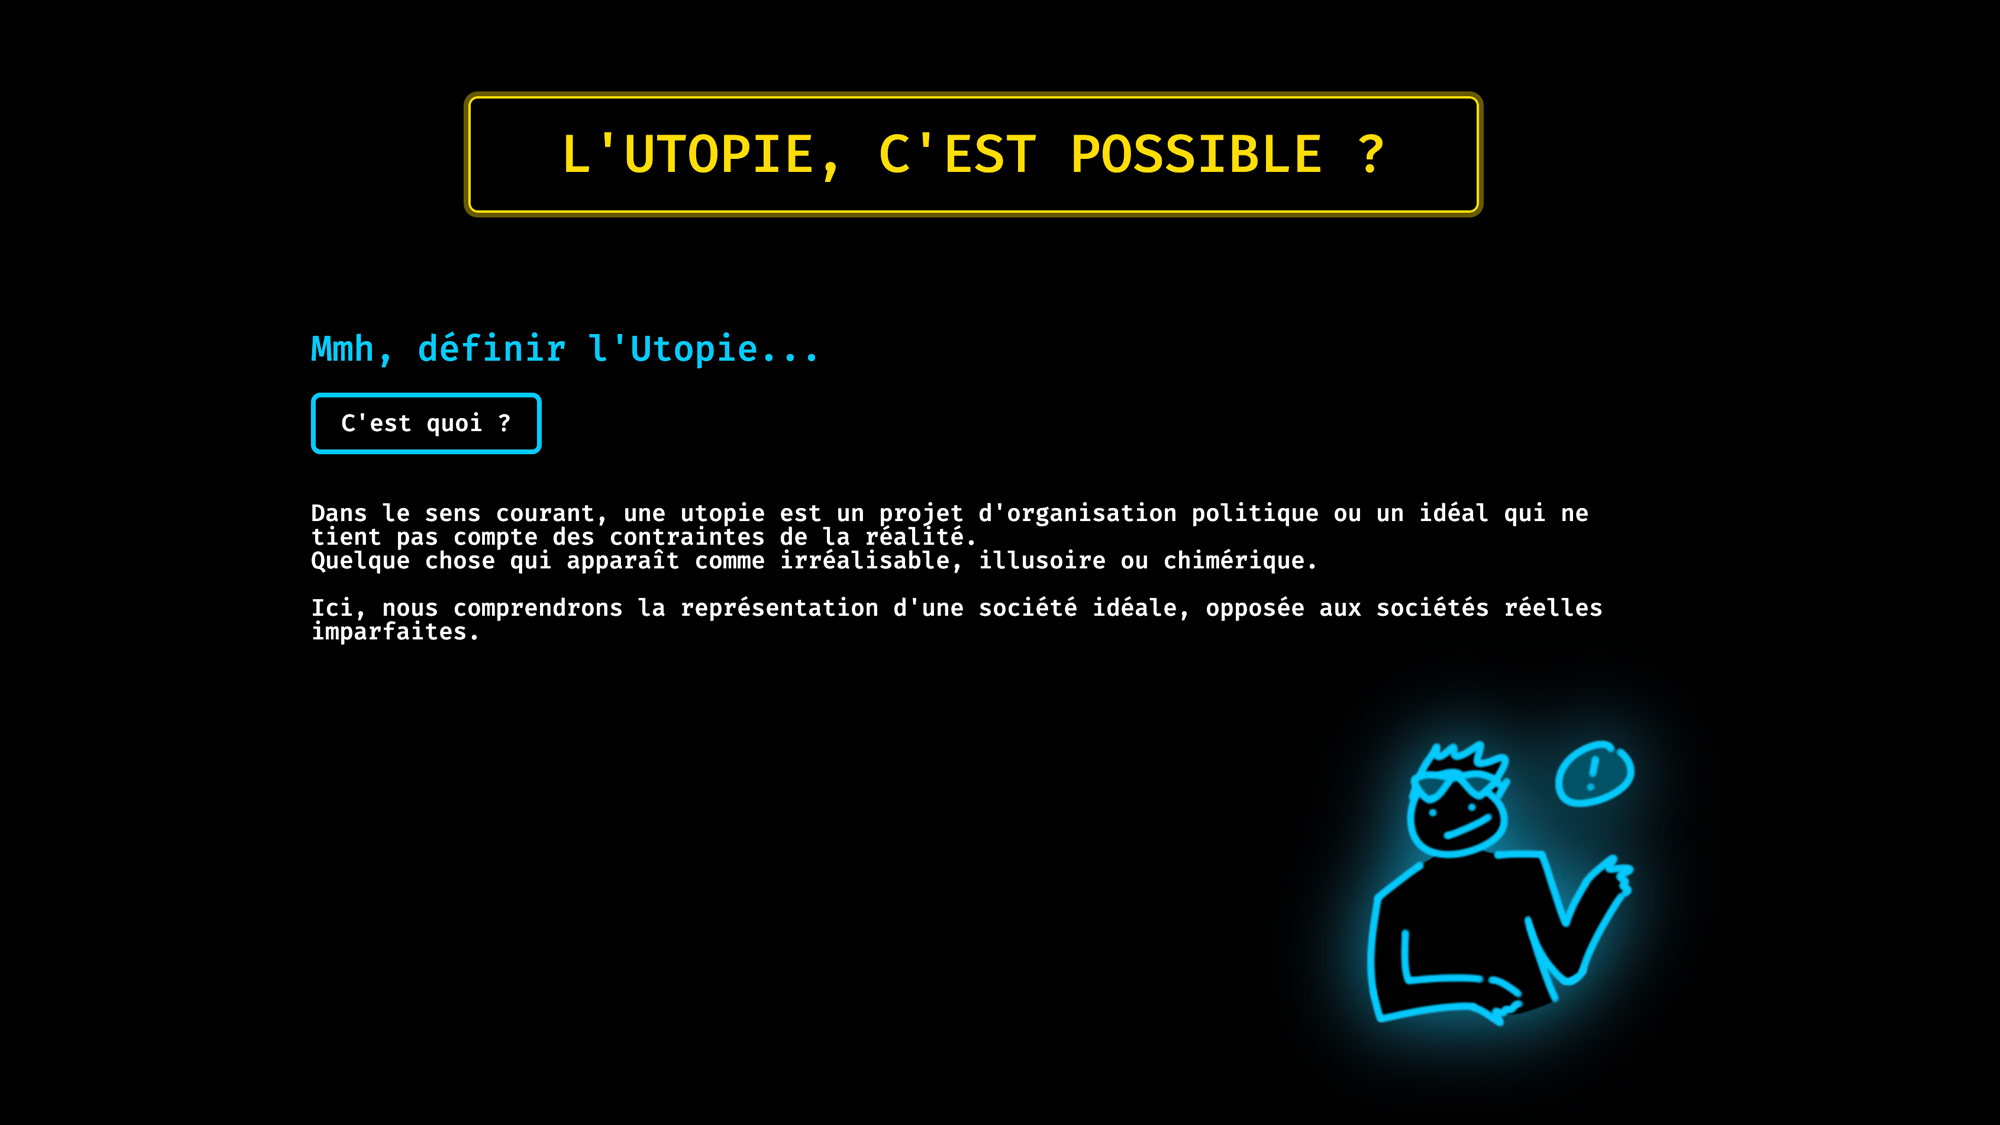 L'UTOPIE, C'EST POSSIBLE ?
Mmh, définir l'Utopie...
C'est quoi ?
Dans le sens courant, une utopie est un projet d'organisation politique ou un idéal qui ne
tient pas compte des contraintes de la réalité.
Quelque chose qui apparaît comme irréalisable, illusoire ou chimérique.
Ici, nous comprendrons la représentation d'une société idéale, opposée aux sociétés réelles
imparfaites.
!